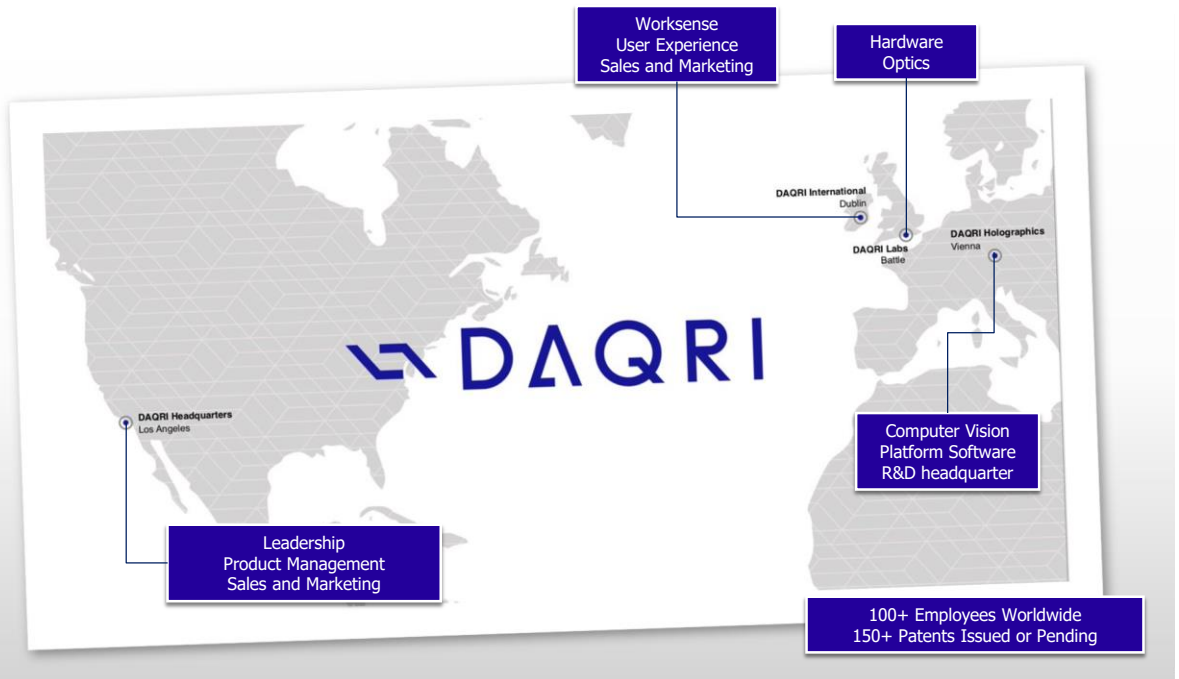 Worksense
User Experience
Sales and Marketing
Hardware
Optics
DAQRI International
Dublin
DAQRI Labs
Battle
DAQRI Holographics
Vienna
DAQRI
DAQRI Headquarters
Los Angeles
Computer Vision
Platform Software
R&D headquarter
Leadership
Product Management
Sales and Marketing
100+ Employees Worldwide
150+ Patents Issued or Pending